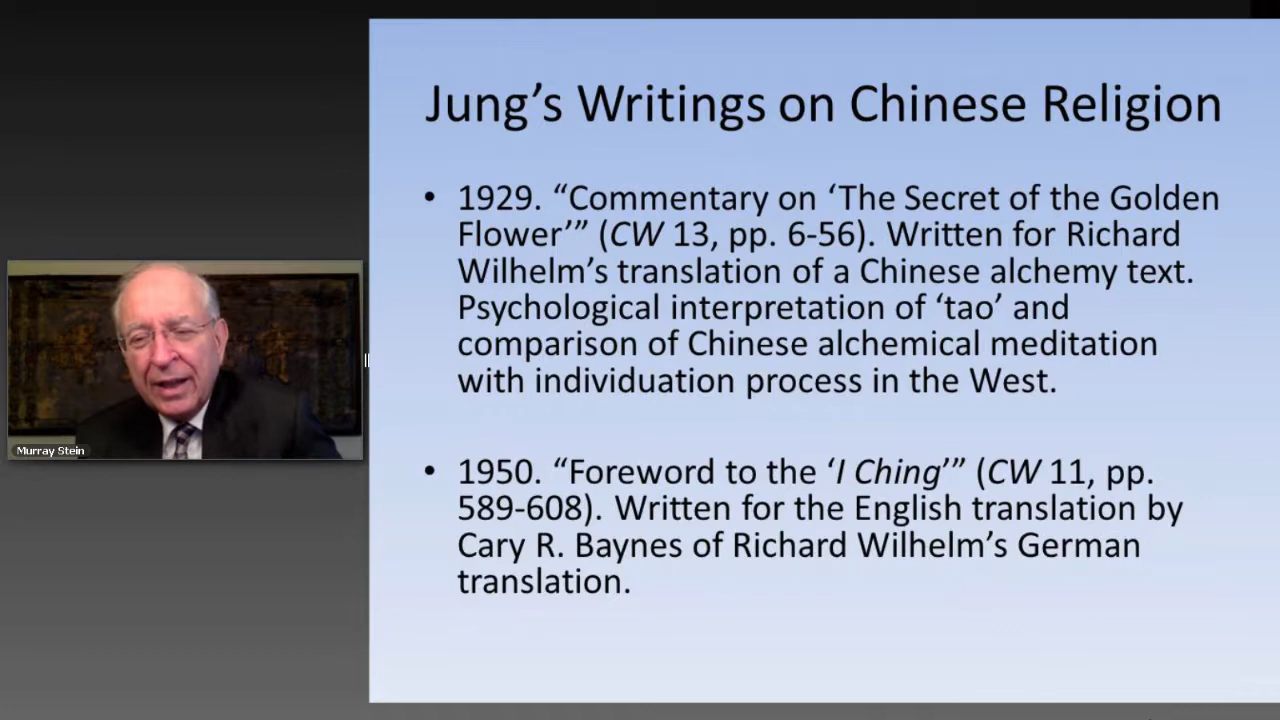 Jung’s Writings on Chinese Religion
• 1929. “Commentary on ‘The Secret of the Golden
Flower’” (CW 13, pp. 6-56). Written for Richard
Wilhelm’s translation of a Chinese alchemy text.
Psychological interpretation of ‘tao’ and
comparison of Chinese alchemical meditation
with individuation process in the West.
• 1950. “Foreword to the ‘I Ching’” (CW 11, pp.
589-608). Written for the English translation by
Cary R. Baynes of Richard Wilhelm’s German
translation.
Murray Stein